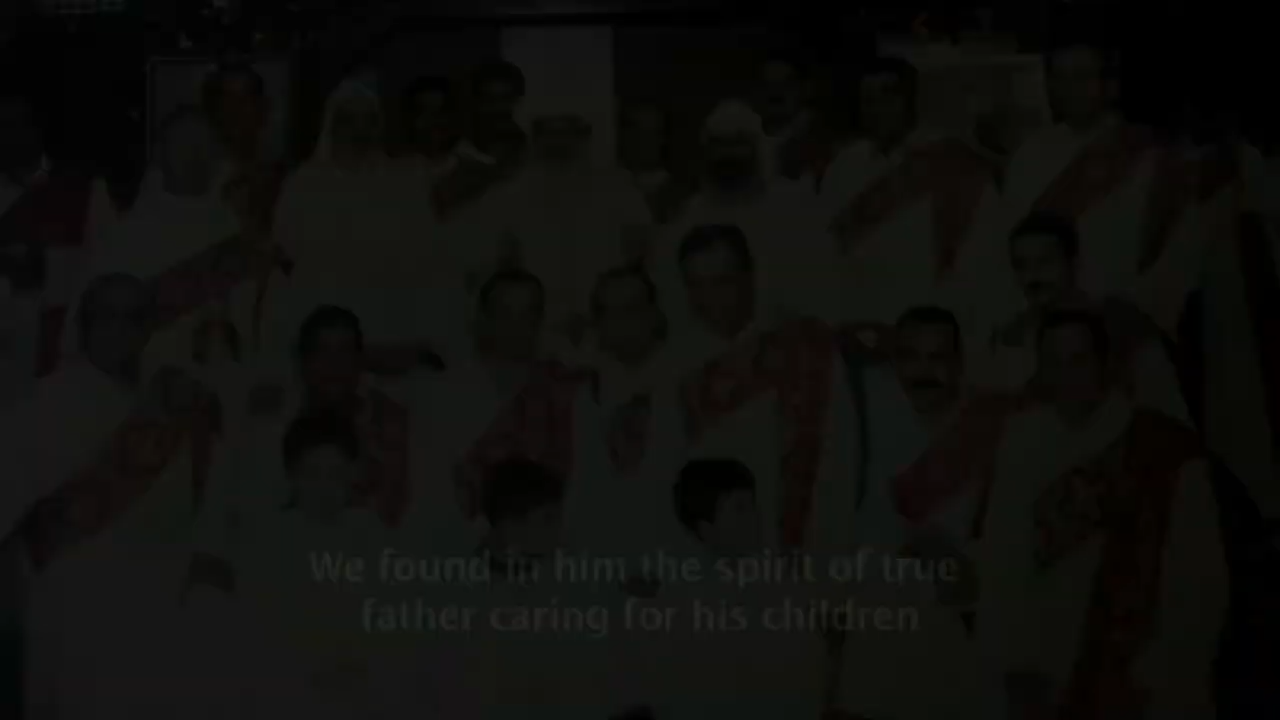 We found in him the spirit of true
father caring for his children